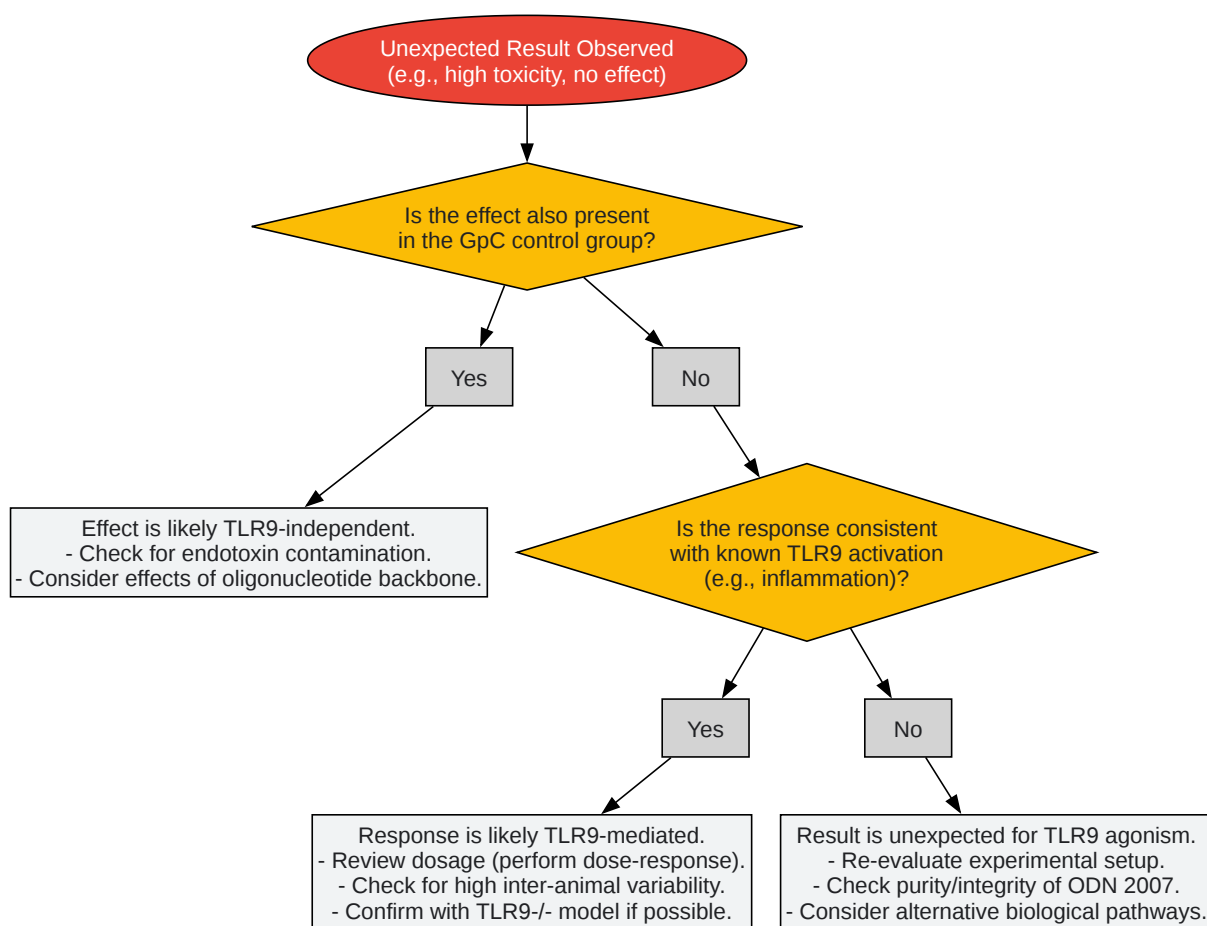 Unexpected Result Observed
(e.g., high toxicity, no effect)
Is the effect also present
in the GpC control group?
Yes
No
Effect is likely TLR9-independent.
- Check for endotoxin contamination.
- Consider effects of oligonucleotide backbone.
Is the response consistent
with known TLR9 activation
(e.g., inflammation)?
Yes
No
Response is likely TLR9-mediated.
- Review dosage (perform dose-response).
- Check for high inter-animal variability.
- Confirm with TLR9-/- model if possible.
Result is unexpected for TLR9 agonism.
- Re-evaluate experimental setup.
- Check purity/integrity of ODN 2007.
- Consider alternative biological pathways.